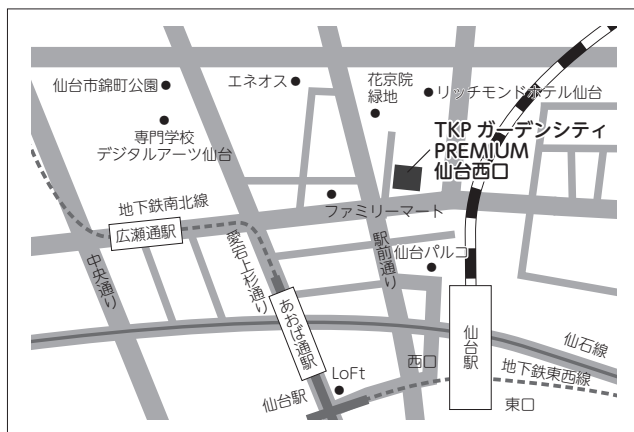 仙台市錦町公園
エネオス
花京院
緑地
リッチモンドホテル仙台
専門学校
デジタルアーツ仙台
TKP ガーデンシティ
PREMIUM
仙台西口
地下鉄南北線
ファミリーマート
広瀬通駅
中央通り
愛宕上杉通り
駅前通り
仙台パルコ
あおば通駅
仙台駅
仙石線
西口
LoFt
地下鉄東西線
仙台駅
東口